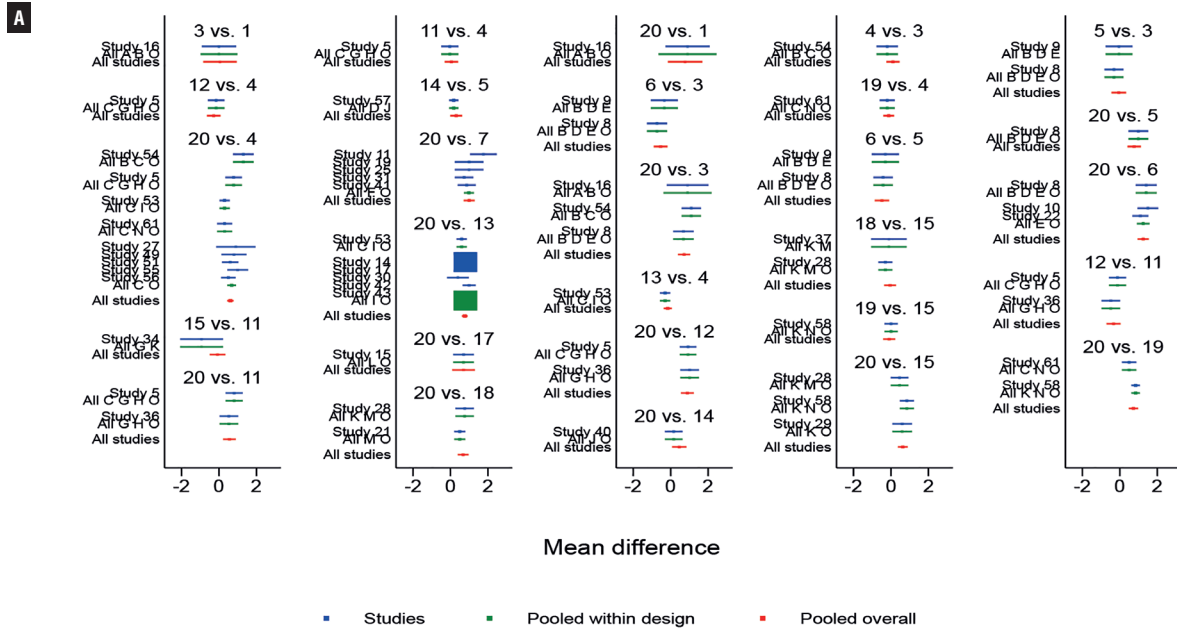 A
3 vs. 1
Study 16
All A B O
All studies
12 vs. 4
Study 5
All C G H O
All studies
20 vs. 4
Study 54
All B C O
Study 5
All C G H O
Study 53
All C I O
Study 61
All C N O
Study 27
Study 49
Study 51
Study 55
Study 56
All C O
All studies
15 vs. 11
Study 34
All G K
All studies
20 vs. 11
Study 5
All C G H O
Study 36
All G H O
All studies
-2 0 2
11 vs. 4
Study 5
All C G H O
All studies
14 vs. 5
Study 57
All D J
All studies
20 vs. 7
Study 11
Study 19
Study 25
Study 31
Study 41
All F O
All studies
20 vs. 13
Study 53
All C I O
Study 14
Study 17
Study 30
Study 42
Study 43
All I O
All studies
20 vs. 17
Study 15
All L O
All studies
20 vs. 18
Study 28
All K M O
Study 21
All M O
All studies
-2 0 2
20 vs. 1
Study 16
All A B O
All studies
6 vs. 3
Study 9
All B D E
Study 8
All B D E O
All studies
20 vs. 3
Study 16
All A B O
Study 54
All B C O
Study 8
All B D E O
All studies
13 vs. 4
Study 53
All C I O
All studies
20 vs. 12
Study 5
All C G H O
Study 36
All G H O
All studies
20 vs. 14
Study 40
All J O
All studies
-2 0 2
4 vs. 3
Study 54
All B C O
All studies
19 vs. 4
Study 61
All C N O
All studies
6 vs. 5
Study 9
All B D E
Study 8
All B D E O
All studies
18 vs. 15
Study 37
All K M
Study 28
All K M O
All studies
19 vs. 15
Study 58
All K N O
All studies
20 vs. 15
Study 28
All K M O
Study 58
All K N O
Study 29
All K O
All studies
-2 0 2
5 vs. 3
Study 9
All B D E
Study 8
All B D E O
All studies
20 vs. 5
Study 8
All B D E O
All studies
20 vs. 6
Study 8
All B D E O
Study 10
Study 22
All E O
All studies
12 vs. 11
Study 5
All C G H O
Study 36
All G H O
All studies
20 vs. 19
Study 61
All C N O
Study 58
All K N O
All studies
-2 0 2
Mean difference
Studies Pooled within design Pooled overall